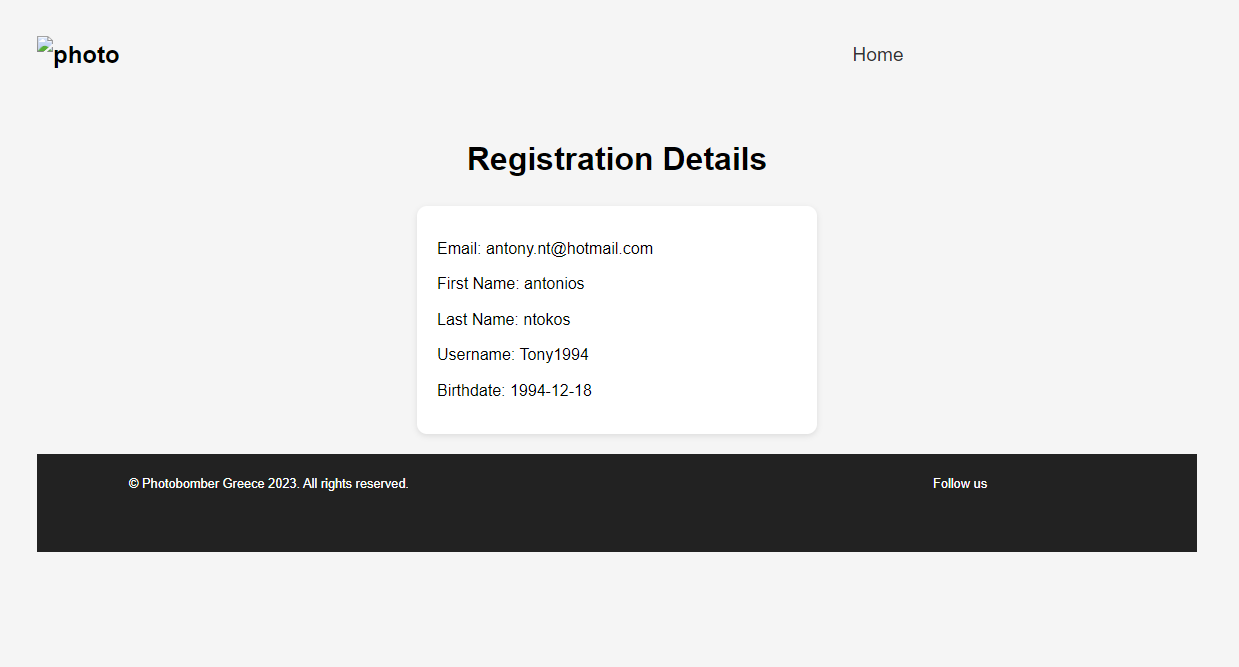 photo
Home
Registration Details
Email: antony.nt@hotmail.com
First Name: antonios
Last Name: ntokos
Username: Tony1994
Birthdate: 1994-12-18
© Photobomber Greece 2023. All rights reserved.
Follow us